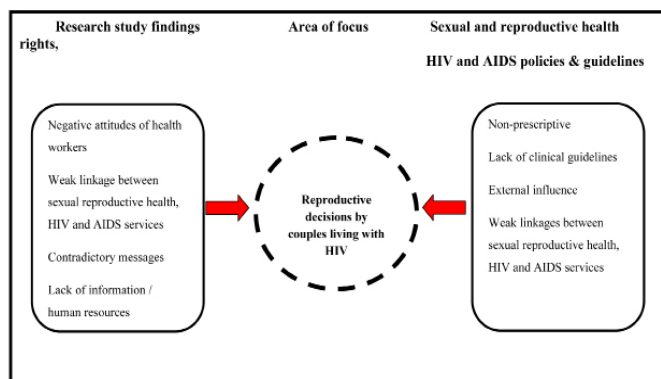 Research study findings
Area of focus
Sexual and reproductive health
rights,
HIV and AIDS policies & guidelines
Negative attitudes of health
workers
Weak linkage between
sexual reproductive health,
HIV and AIDS services
Contradictory messages
Lack of information /
human resources
Reproductive
decisions by
couples living with
HIV
Non-prescriptive
Lack of clinical guidelines
External influence
Weak linkages between
sexual reproductive health,
HIV and AIDS services